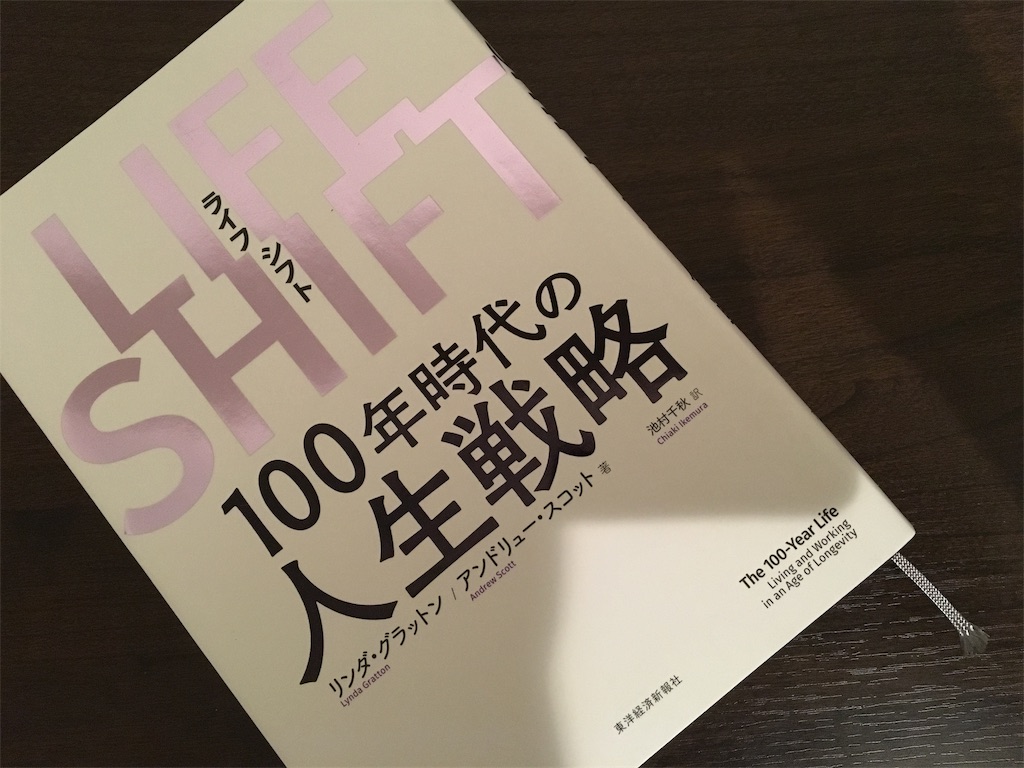 LIFE
SHIFT
ライフ シフト
100年時代の
人生戦略
リンダ・グラットン / アンドリュー・スコット 著
Lynda Gratton
Andrew Scott
池村千秋 訳
Chiaki Ikemura
The 100-Year Life
Living and Working
in an Age of Longevity
東洋経済新報社